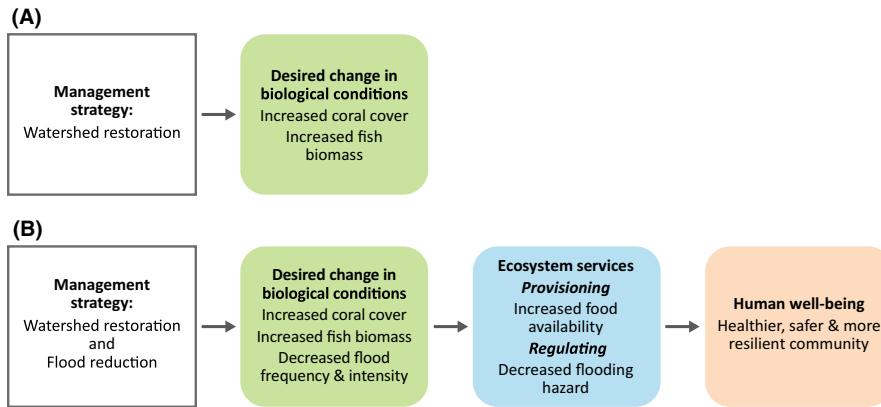 (A)
Management
strategy:
Watershed restoration
Desired change in
biological conditions
Increased coral cover
Increased fish
biomass
(B)
Management
strategy:
Watershed restoration
and
Flood reduction
Desired change in
biological conditions
Increased coral cover
Increased fish biomass
Decreased flood
frequency & intensity
Ecosystem services
Provisioning
Increased food
availability
Regulating
Decreased flooding
hazard
Human well-being
Healthier, safer & more
resilient community